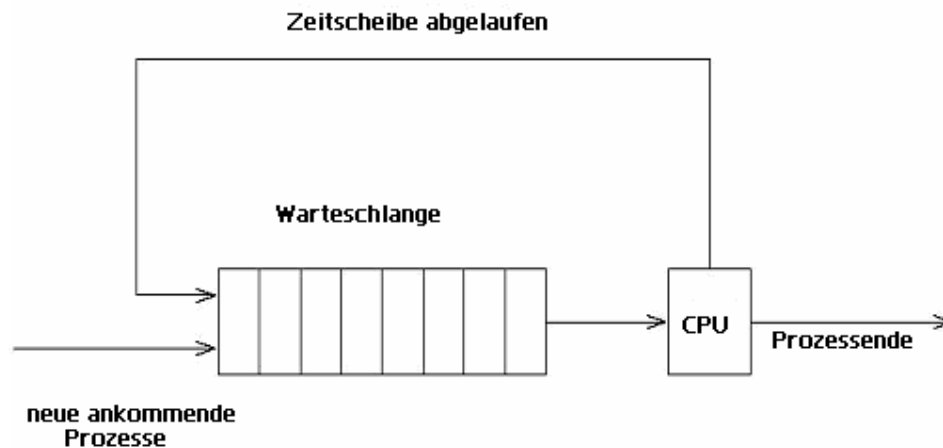 Zeitscheibe abgelaufen
Warteschlange
CPU
Prozessende
neue ankommende
Prozesse